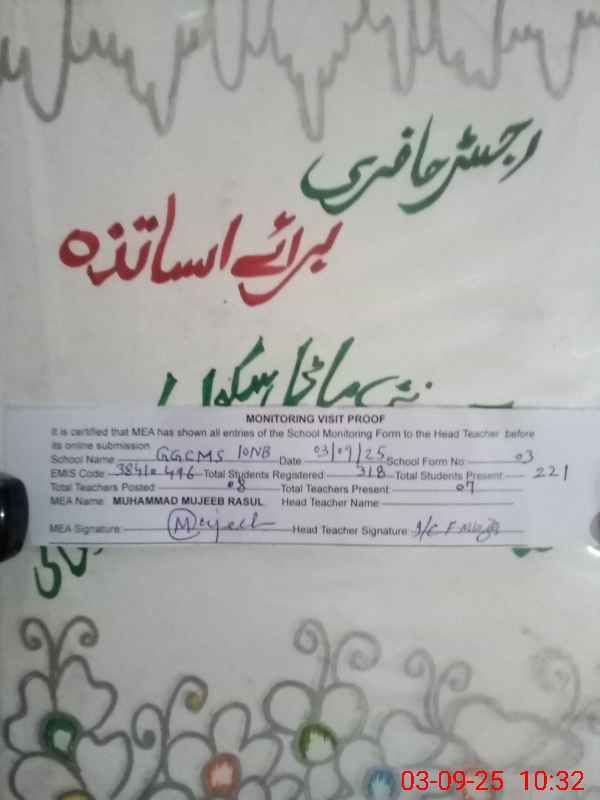 رجسٹر حاضری
برائے اساتذہ
MONITORING VISIT PROOF
It is certified that MEA has shown all entries of the School Monitoring Form to the Head Teacher before
its online submission
School Name GGCMS 10NB Date 03/09/25 School Form No 03
EMIS Code 38410446 Total Students Registered 318 Total Students Present 221
Total Teachers Posted 08 Total Teachers Present 07
MEA Name: MUHAMMAD MUJEEB RASUL Head Teacher Name
MEA Signature: Mujeeb Head Teacher Signature: I/C F
03-09-25 10:32